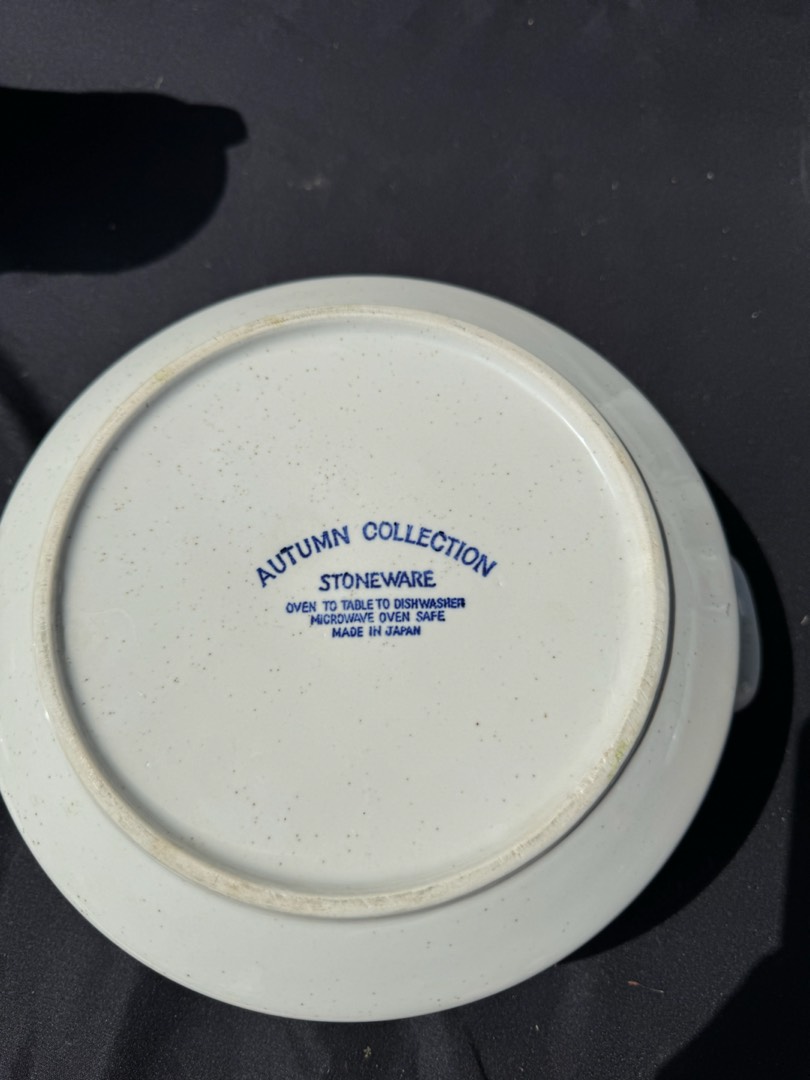 AUTUMN COLLECTION
STONEWARE
OVEN TO TABLE TO DISHWASHER
MICROWAVE OVEN SAFE
MADE IN JAPAN